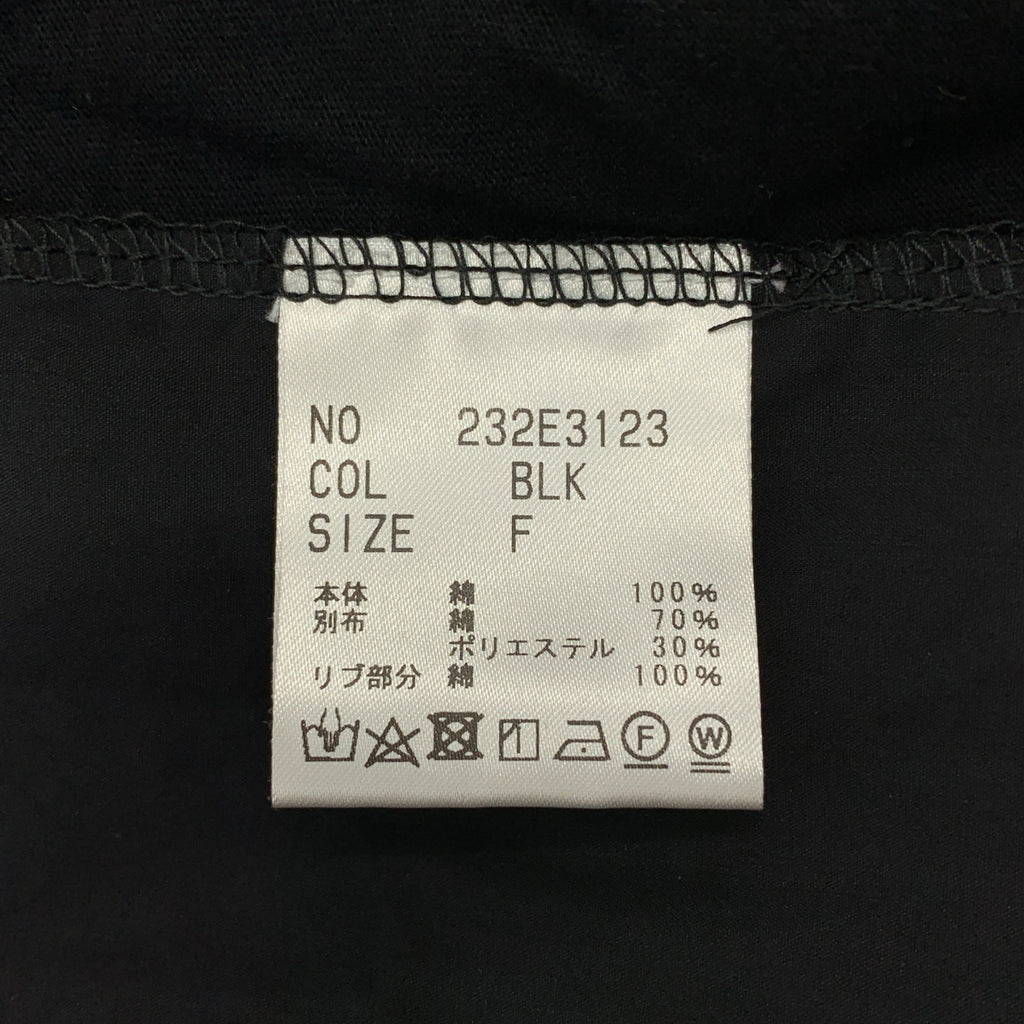 NO 232E3123
COL BLK
SIZE F
本体 綿 100%
別布 綿 70%
ポリエステル 30%
リブ部分 綿 100%
F W